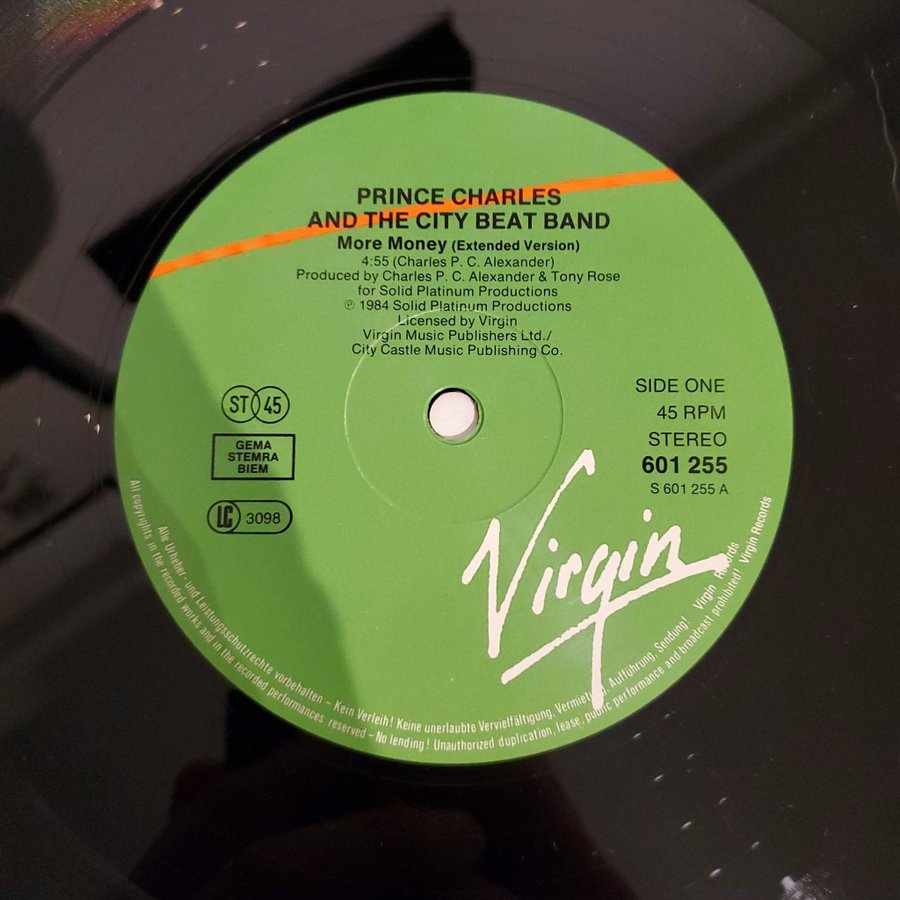 PRINCE CHARLES
AND THE CITY BEAT BAND
More Money (Extended Version)
4:55 (Charles P. C. Alexander)
Produced by Charles P. C. Alexander & Tony Rose
for Solid Platinum Productions
℗ 1984 Solid Platinum Productions
Licensed by Virgin
Virgin Music Publishers Ltd./
City Castle Music Publishing Co.
ST 45
GEMA
STEMRA
BIEM
LC 3098
SIDE ONE
45 RPM
STEREO
601 255
S 601 255 A
Virgin
Alle Urheber- und Leistungsschutzrechte vorbehalten – Kein Verleih! Keine unerlaubte Vervielfältigung, Vermietung, Aufführung, Sendung! Virgin Records
All copyrights in the recorded works and in the recorded performances reserved – No lending! Unauthorized duplication, lease, public performance and broadcast prohibited! Virgin Records